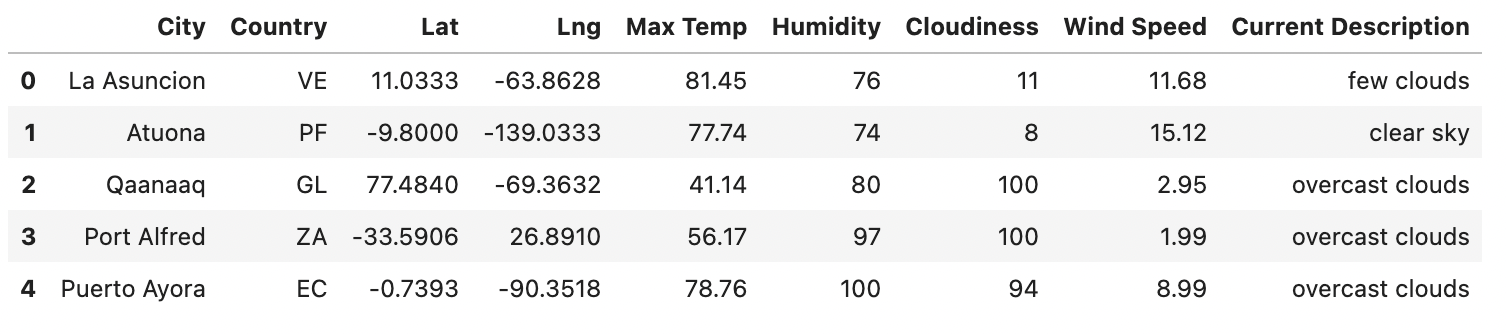 City Country Lat Lng Max Temp Humidity Cloudiness Wind Speed Current Description
0 La Asuncion VE 11.0333 -63.8628 81.45 76 11 11.68 few clouds
1 Atuona PF -9.8000 -139.0333 77.74 74 8 15.12 clear sky
2 Qaanaaq GL 77.4840 -69.3632 41.14 80 100 2.95 overcast clouds
3 Port Alfred ZA -33.5906 26.8910 56.17 97 100 1.99 overcast clouds
4 Puerto Ayora EC -0.7393 -90.3518 78.76 100 94 8.99 overcast clouds